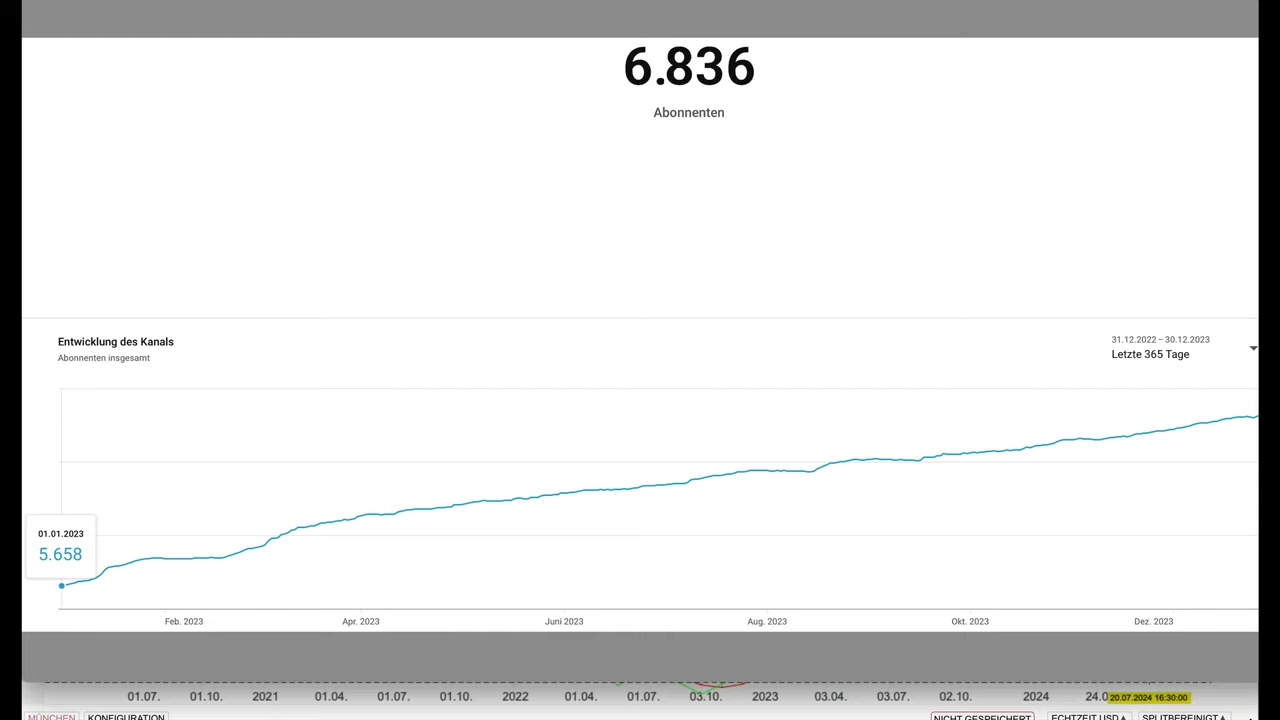 6.836
Abonnenten
Entwicklung des Kanals
Abonnenten insgesamt
31.12.2022 – 30.12.2023
Letzte 365 Tage
01.01.2023
5.658
Feb. 2023 Apr. 2023 Juni 2023 Aug. 2023 Okt. 2023 Dez. 2023
01.07. 01.10. 2021 01.04. 01.07. 01.10. 2022 01.04. 01.07. 03.10. 2023 03.04. 03.07. 02.10. 2024 24.0 20.07.2024 16:30:00
MÜNCHEN KONFIGURATION NICHT GESPEICHERT ECHTZEIT USD▲ SPLITBEREINIGT▲